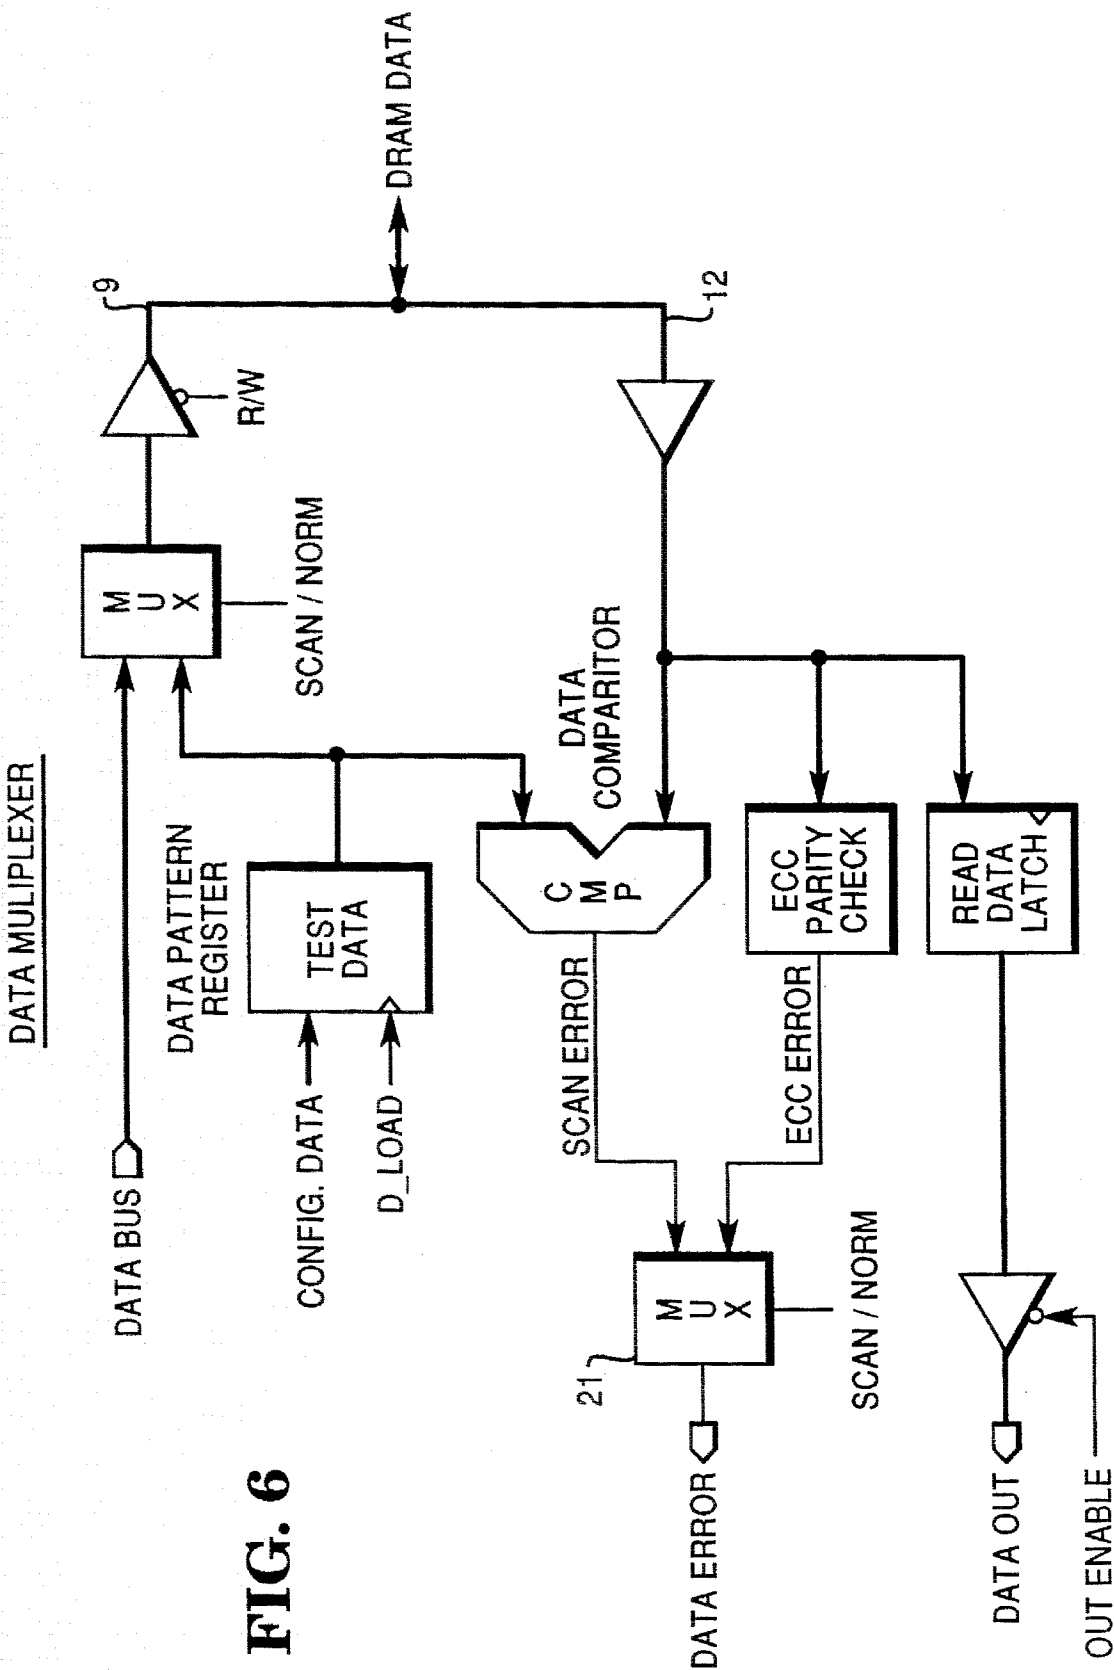 DATA MULIPLEXER
DATA BUS
M
U
X
SCAN / NORM
R/W
9
DRAM DATA
12
DATA PATTERN
REGISTER
TEST
DATA
CONFIG. DATA
D_LOAD
DATA
COMPARITOR
C
M
P
SCAN ERROR
ECC
PARITY
CHECK
ECC ERROR
READ
DATA
LATCH
21
M
U
X
SCAN / NORM
DATA ERROR
DATA OUT
OUT ENABLE
FIG. 6